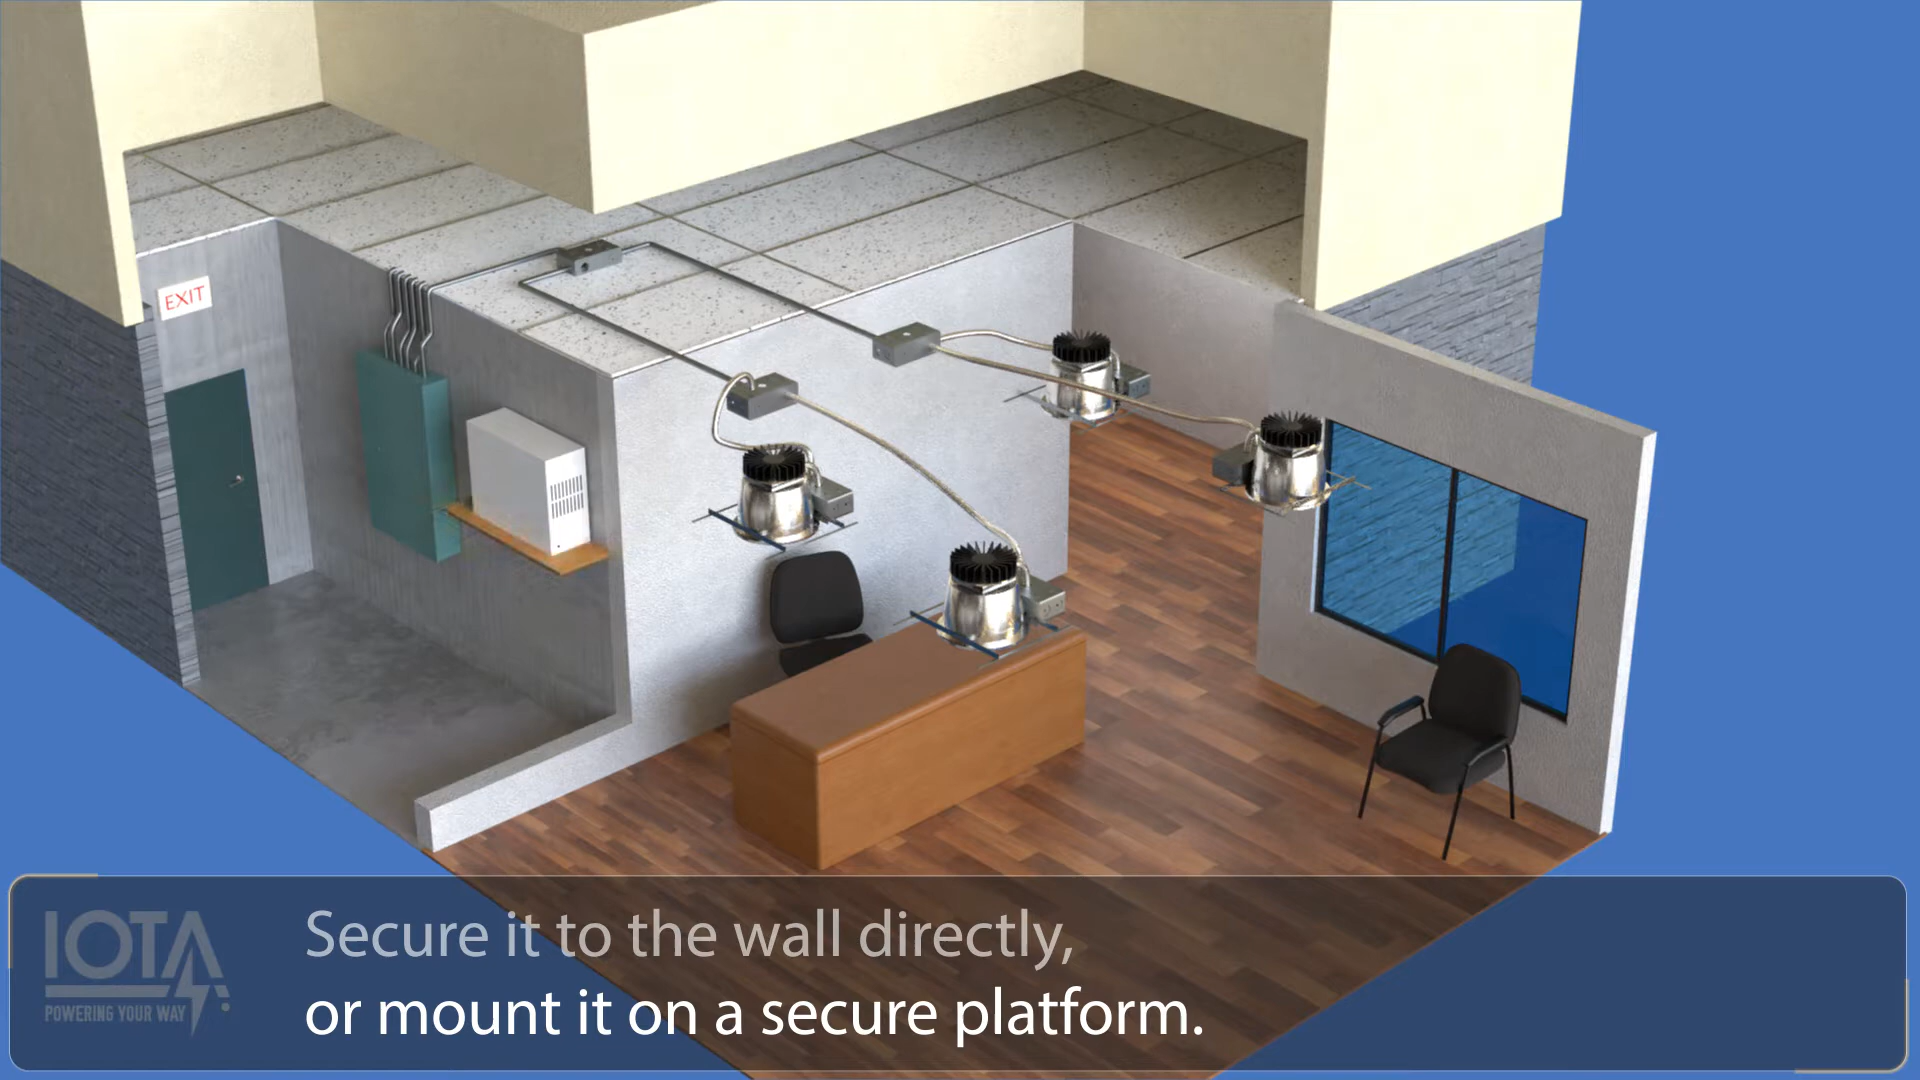 EXIT
IOTA
POWERING YOUR WAY
Secure it to the wall directly,
or mount it on a secure platform.